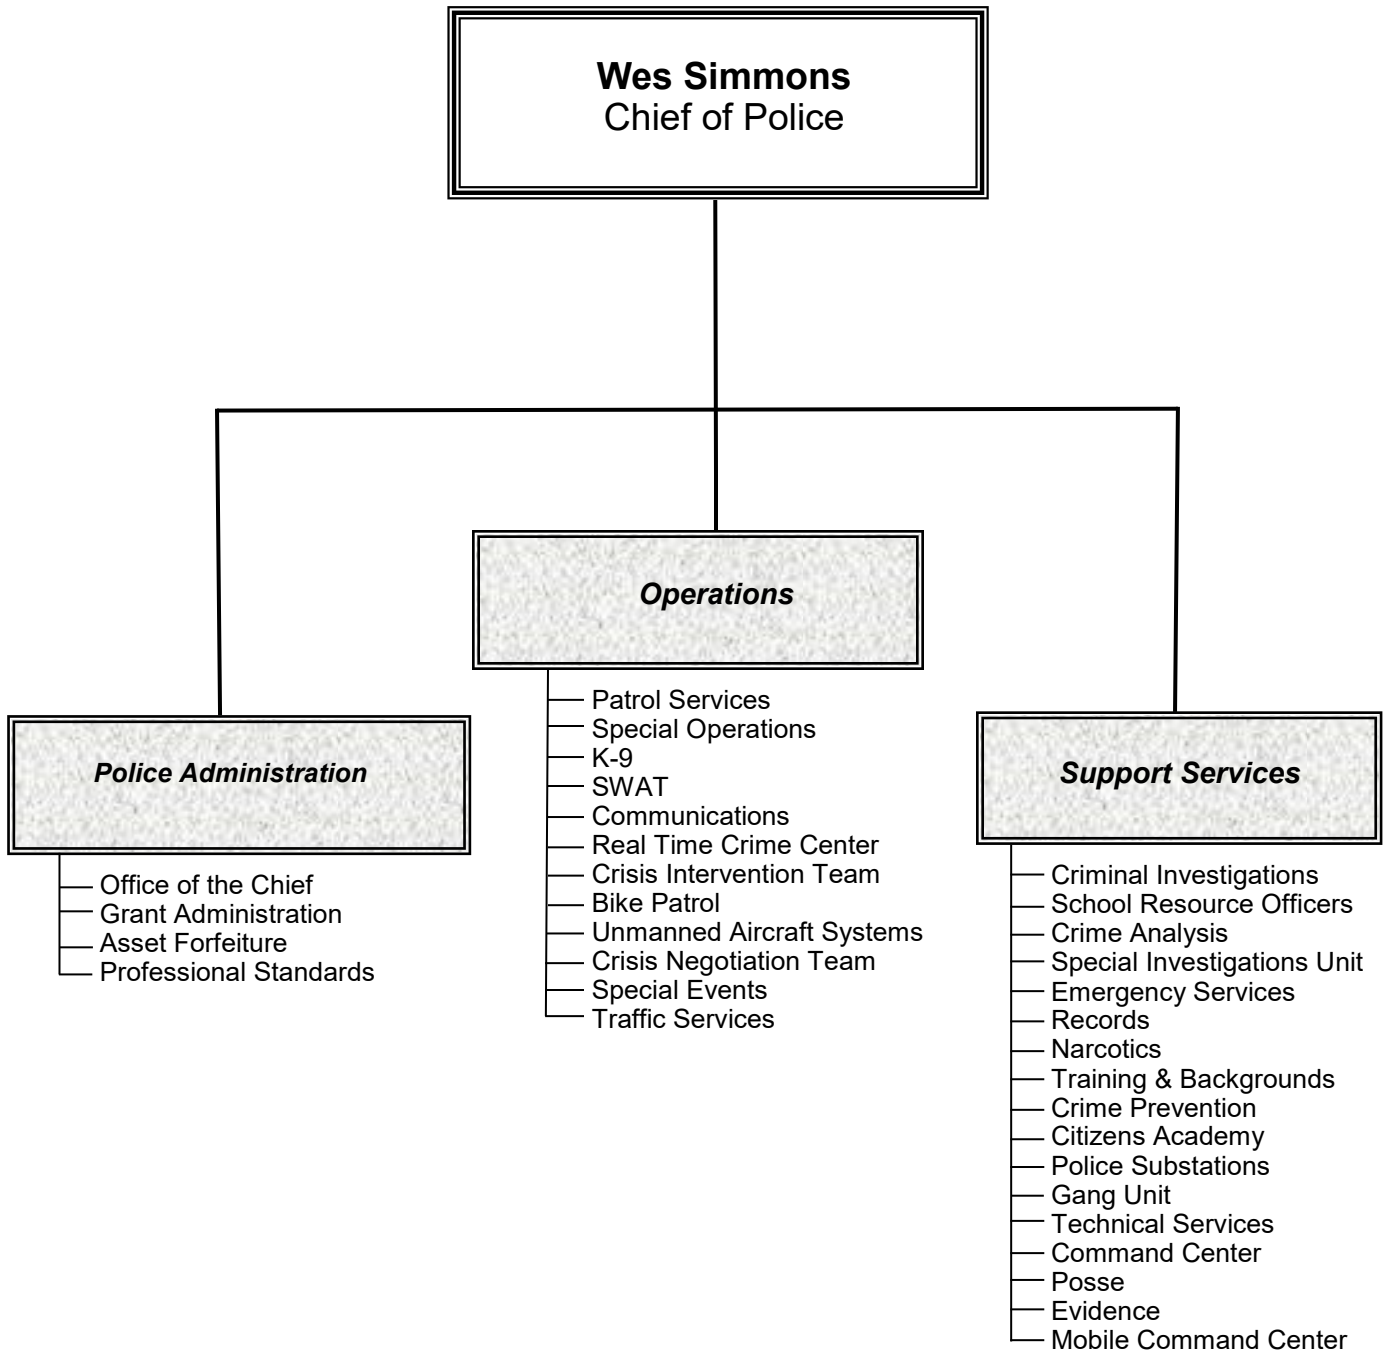 Wes Simmons
Chief of Police
Operations
Patrol Services
Special Operations
K-9
SWAT
Communications
Real Time Crime Center
Crisis Intervention Team
Bike Patrol
Unmanned Aircraft Systems
Crisis Negotiation Team
Special Events
Traffic Services
Police Administration
Office of the Chief
Grant Administration
Asset Forfeiture
Professional Standards
Support Services
Criminal Investigations
School Resource Officers
Crime Analysis
Special Investigations Unit
Emergency Services
Records
Narcotics
Training & Backgrounds
Crime Prevention
Citizens Academy
Police Substations
Gang Unit
Technical Services
Command Center
Posse
Evidence
Mobile Command Center